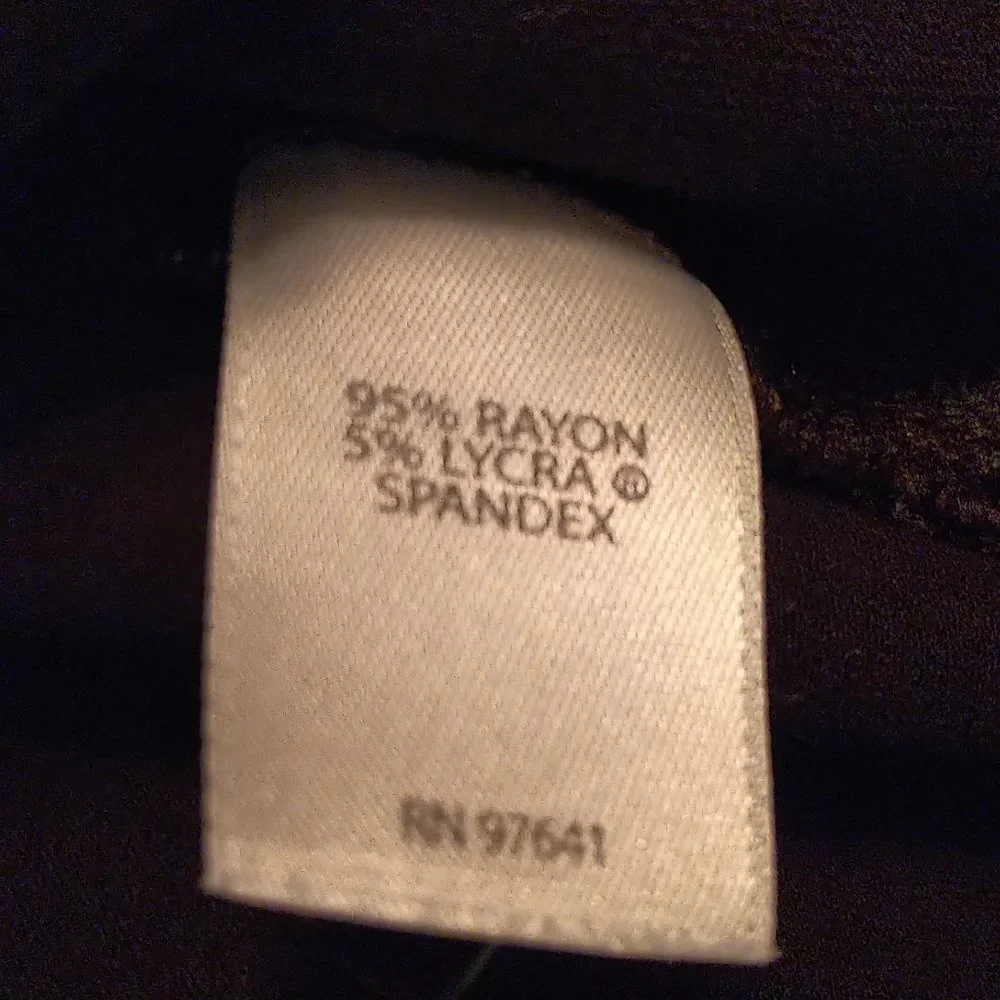 95% RAYON
5% LYCRA ®
SPANDEX
RN 97641